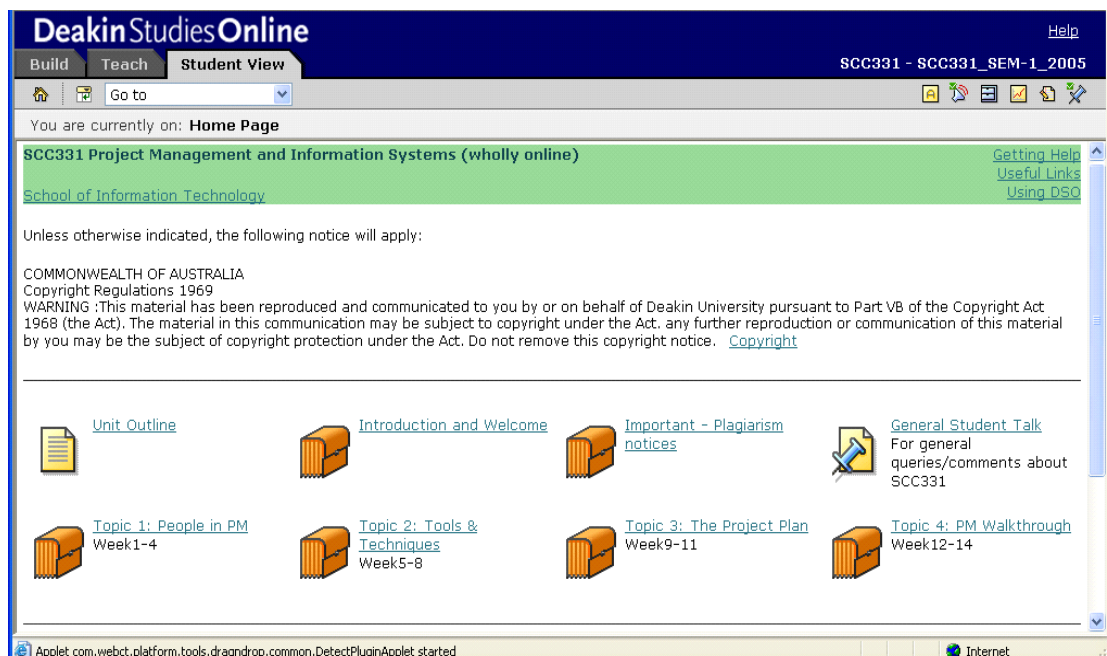 DeakinStudiesOnline
Help
Build Teach Student View
SCC331 - SCC331_SEM-1_2005
Go to
You are currently on: Home Page
SCC331 Project Management and Information Systems (wholly online)
Getting Help
Useful Links
School of Information Technology
Using DSO
Unless otherwise indicated, the following notice will apply:
COMMONWEALTH OF AUSTRALIA
Copyright Regulations 1969
WARNING :This material has been reproduced and communicated to you by or on behalf of Deakin University pursuant to Part VB of the Copyright Act
1968 (the Act). The material in this communication may be subject to copyright under the Act. any further reproduction or communication of this material
by you may be the subject of copyright protection under the Act. Do not remove this copyright notice. Copyright
Unit Outline
Introduction and Welcome
Important - Plagiarism
notices
General Student Talk
For general
queries/comments about
SCC331
Topic 1: People in PM
Week1-4
Topic 2: Tools &
Techniques
Week5-8
Topic 3: The Project Plan
Week9-11
Topic 4: PM Walkthrough
Week12-14
Applet com.webct.platform.tools.dragndrop.common.DetectPluginApplet started
Internet